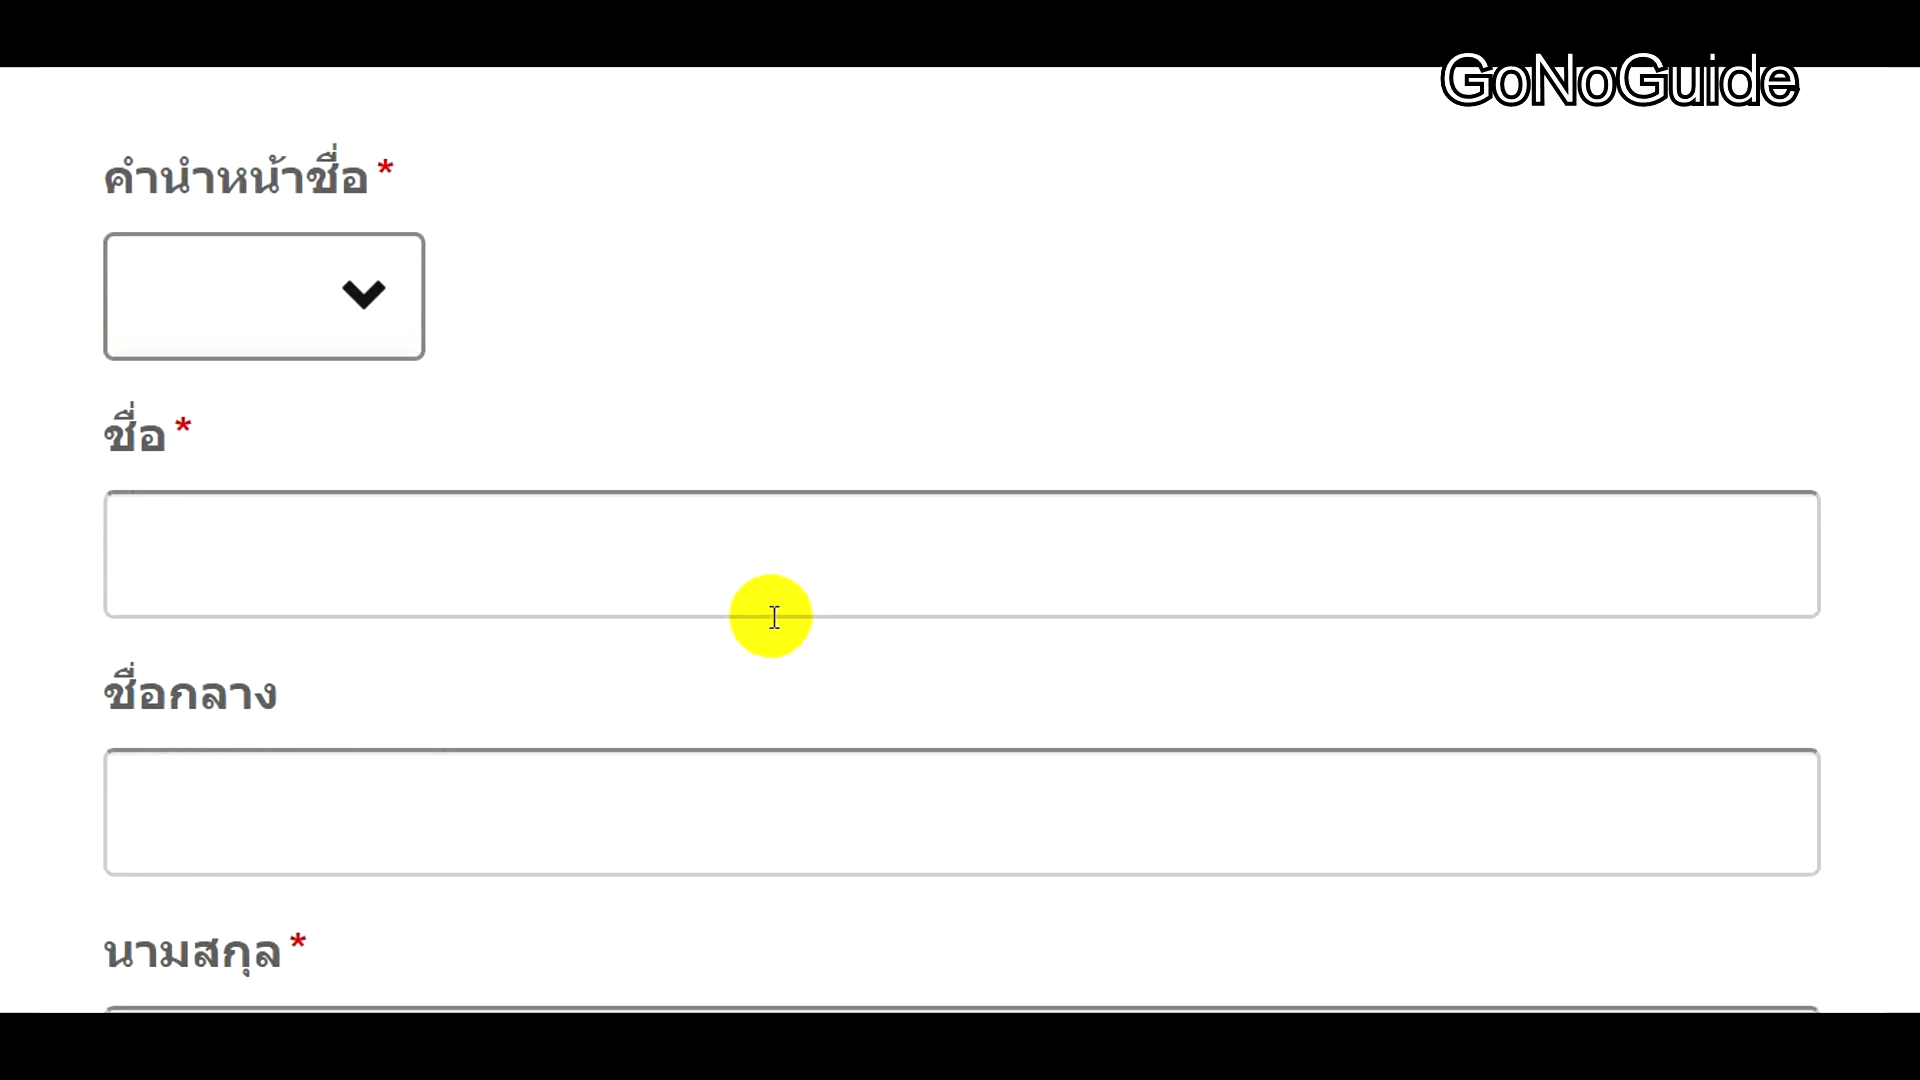 GoNoGuide
คำนำหน้าชื่อ *
ชื่อ *
ชื่อกลาง
นามสกุล *